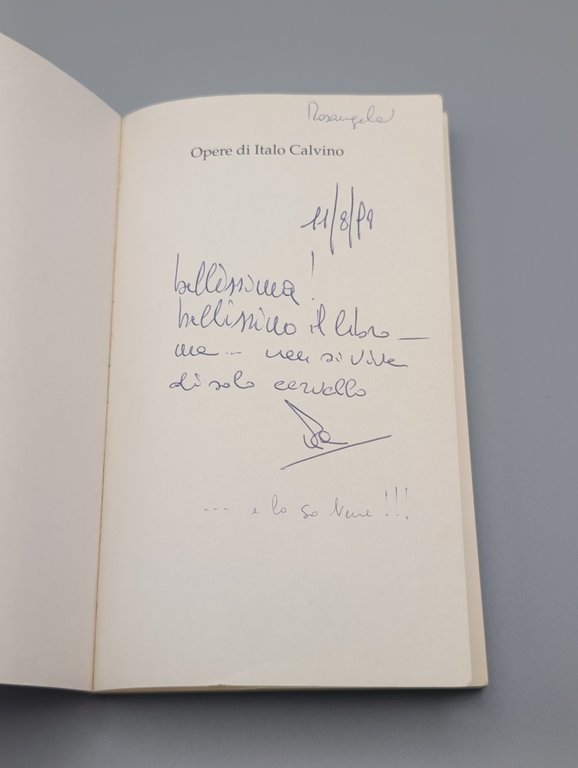 Rosangela
Opere di Italo Calvino
11/8/91
bellissima!
bellissimo il libro –
ma – non si vive
di solo cervello
.... e lo so bene!!!